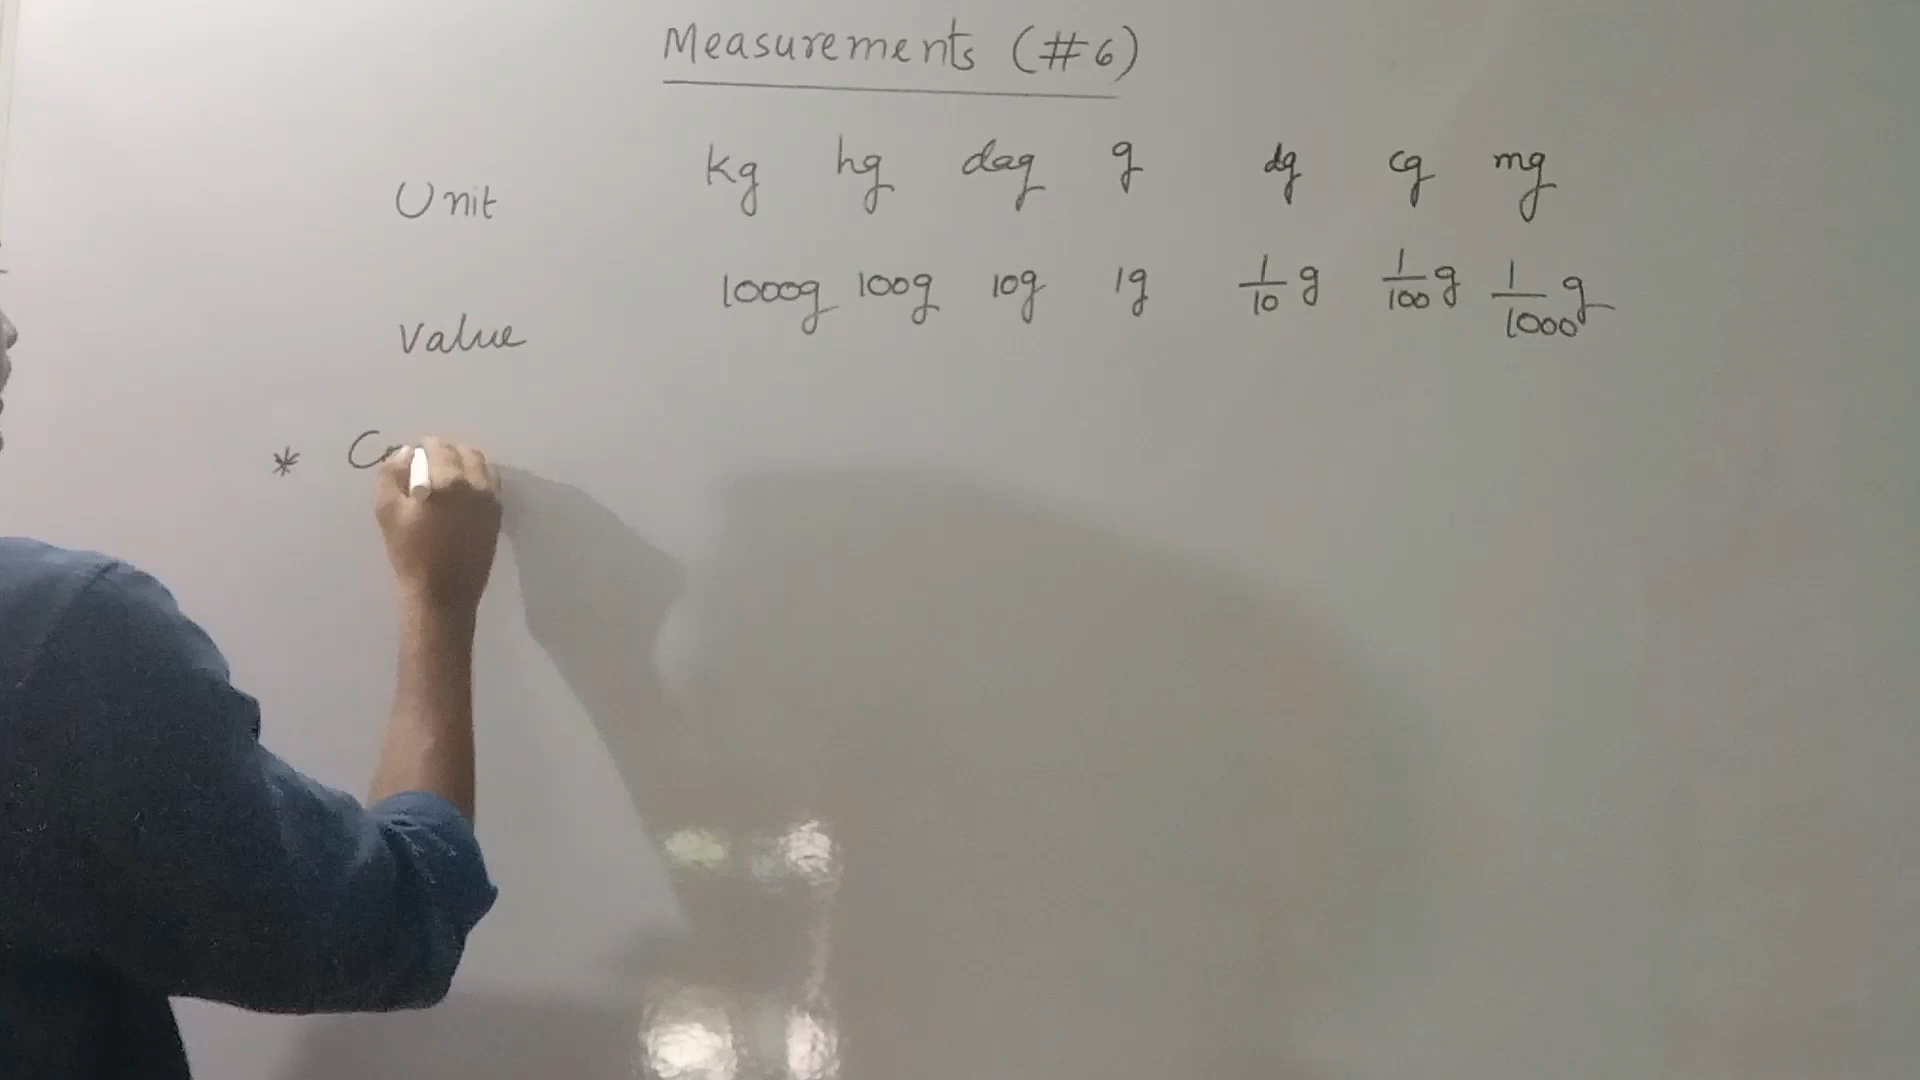 Measurements (#6)
Unit kg hg dag g dg cg mg
Value 1000g 100g 10g 1g 1/10 g 1/100 g 1/1000 g
*